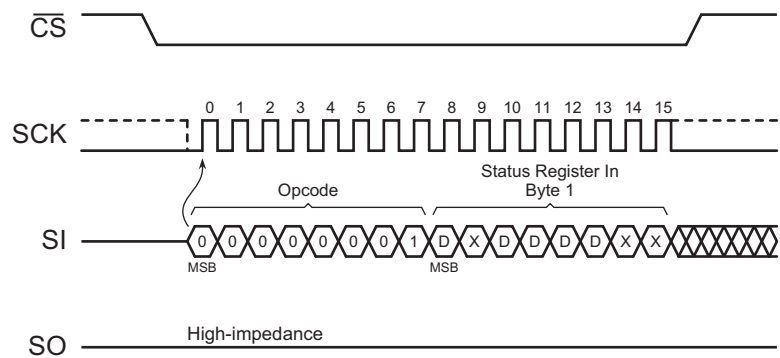 CS
0 1 2 3 4 5 6 7 8 9 10 11 12 13 14 15
SCK
Opcode
Status Register In
Byte 1
SI
0 0 0 0 0 0 0 1 D X D D D D X X
MSB MSB
High-impedance
SO